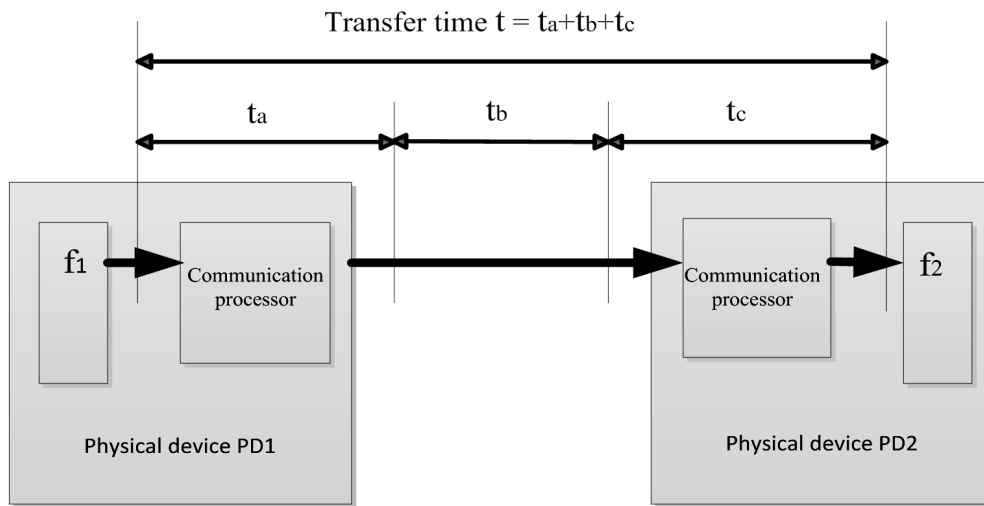 Transfer time t = ta+tb+tc
ta
tb
tc
f1
Communication
processor
Communication
processor
f2
Physical device PD1
Physical device PD2